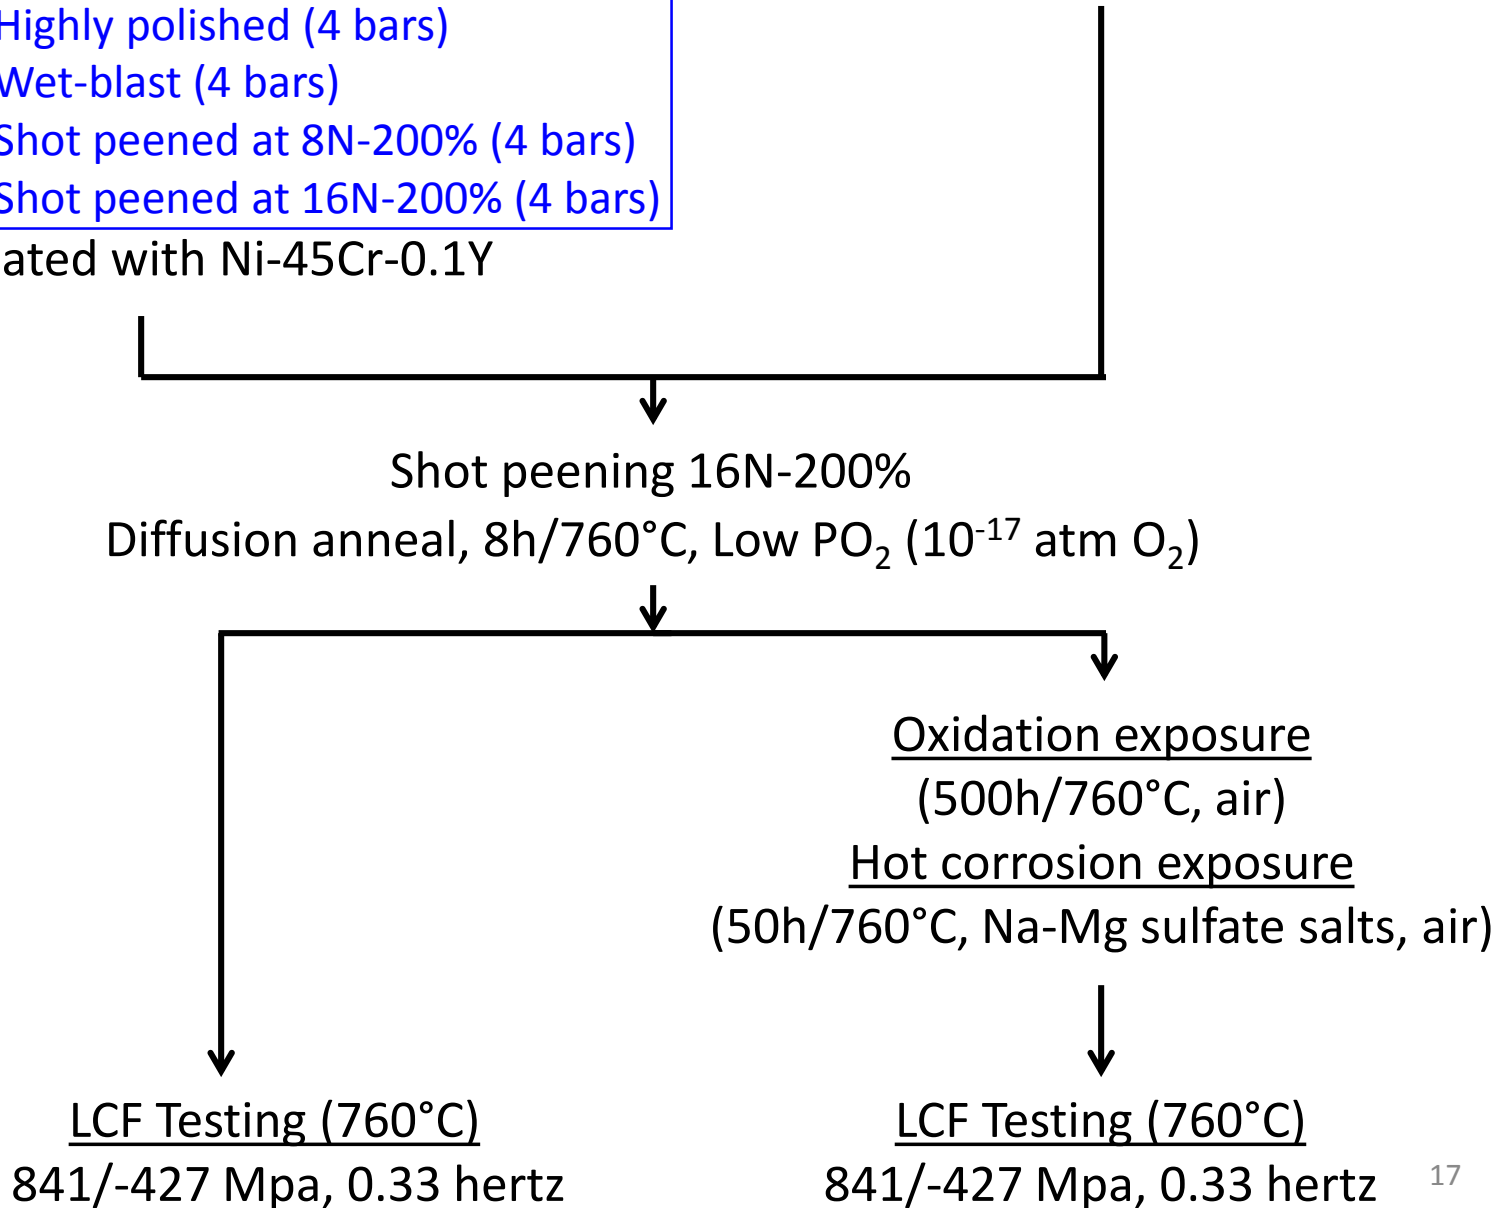 Highly polished (4 bars)
Wet-blast (4 bars)
Shot peened at 8N-200% (4 bars)
Shot peened at 16N-200% (4 bars)
ated with Ni-45Cr-0.1Y
Shot peening 16N-200%
Diffusion anneal, 8h/760°C, Low PO₂ (10⁻¹⁷ atm O₂)
Oxidation exposure
(500h/760°C, air)
Hot corrosion exposure
(50h/760°C, Na-Mg sulfate salts, air)
LCF Testing (760°C)
841/-427 Mpa, 0.33 hertz
LCF Testing (760°C)
841/-427 Mpa, 0.33 hertz
17